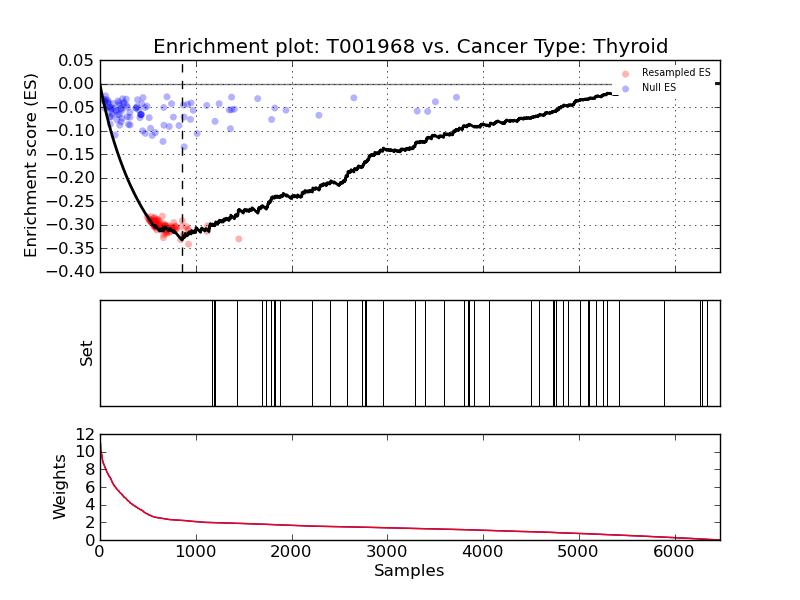 Enrichment plot: T001968 vs. Cancer Type: Thyroid
Enrichment score (ES)
0.05
0.00
−0.05
−0.10
−0.15
−0.20
−0.25
−0.30
−0.35
−0.40
Resampled ES
Null ES
Set
Weights
12
10
8
6
4
2
0
0 1000 2000 3000 4000 5000 6000
Samples